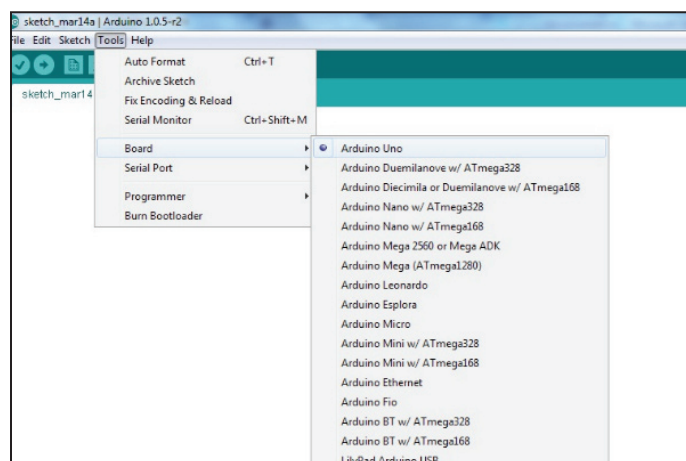 sketch_mar14a | Arduino 1.0.5-r2
File Edit Sketch Tools Help
Auto Format Ctrl+T
Archive Sketch
Fix Encoding & Reload
Serial Monitor Ctrl+Shift+M
sketch_mar14
Board
Serial Port
Programmer
Burn Bootloader
Arduino Uno
Arduino Duemilanove w/ ATmega328
Arduino Diecimila or Duemilanove w/ ATmega168
Arduino Nano w/ ATmega328
Arduino Nano w/ ATmega168
Arduino Mega 2560 or Mega ADK
Arduino Mega (ATmega1280)
Arduino Leonardo
Arduino Esplora
Arduino Micro
Arduino Mini w/ ATmega328
Arduino Mini w/ ATmega168
Arduino Ethernet
Arduino Fio
Arduino BT w/ ATmega328
Arduino BT w/ ATmega168
LilyPad Arduino USB